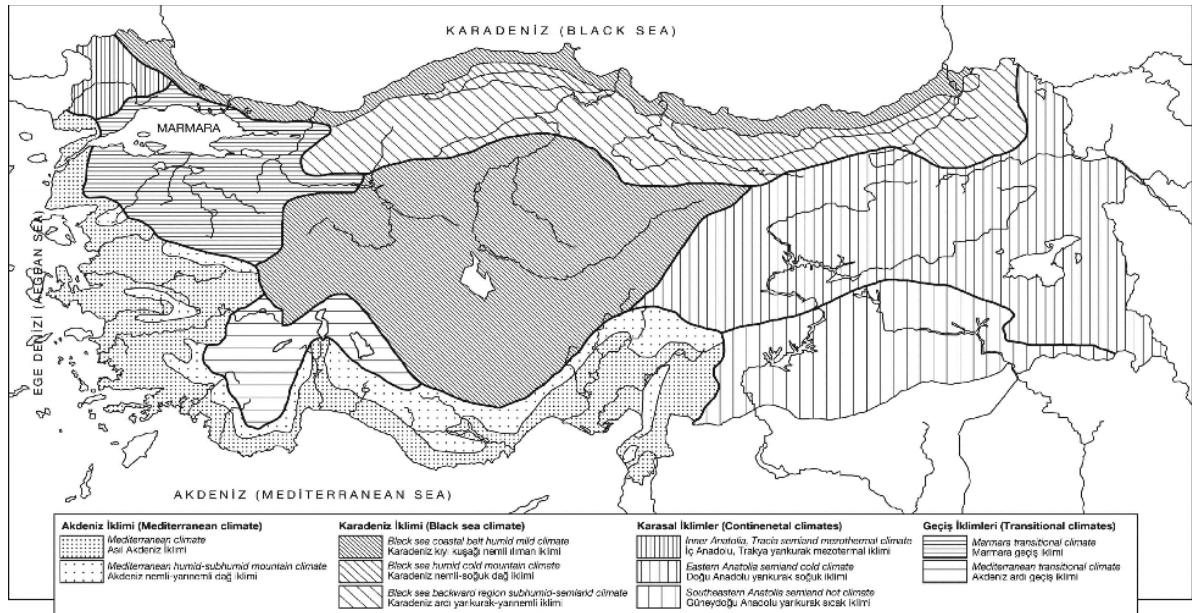 KARADENİZ (BLACK SEA)
MARMARA
EGE DENİZİ (AEGEAN SEA)
AKDENİZ (MEDITERRANEAN SEA)
Akdeniz İklimi (Mediterranean climate)
Mediterranean climate
Asıl Akdeniz İklimi
Mediterranean humid-subhumid mountain climate
Akdeniz nemli-yarınemli dağ iklimi
Karadeniz İklimi (Black sea climate)
Black sea coastal belt humid mild climate
Karadeniz kıyı kuşağı nemli ılıman iklimi
Black sea humid cold mountain climate
Karadeniz nemli-soğuk dağ iklimi
Black sea backward region subhumid-semiarid climate
Karadeniz ardı yarıkurak-yarınemli iklimi
Karasal İklimler (Continenetal climates)
Inner Anatolia, Tracia semiarid mesothermal climate
İç Anadolu, Trakya yarıkurak mezotermal iklimi
Eastern Anatolia semiarid cold climate
Doğu Anadolu yarıkurak soğuk iklimi
Southeastern Anatolia semiarid hot climate
Güneydoğu Anadolu yarıkurak sıcak iklimi
Geçiş İklimleri (Transitional climates)
Marmara transitional climate
Marmara geçiş iklimi
Mediterranean transitional climate
Akdeniz ardı geçiş iklimi